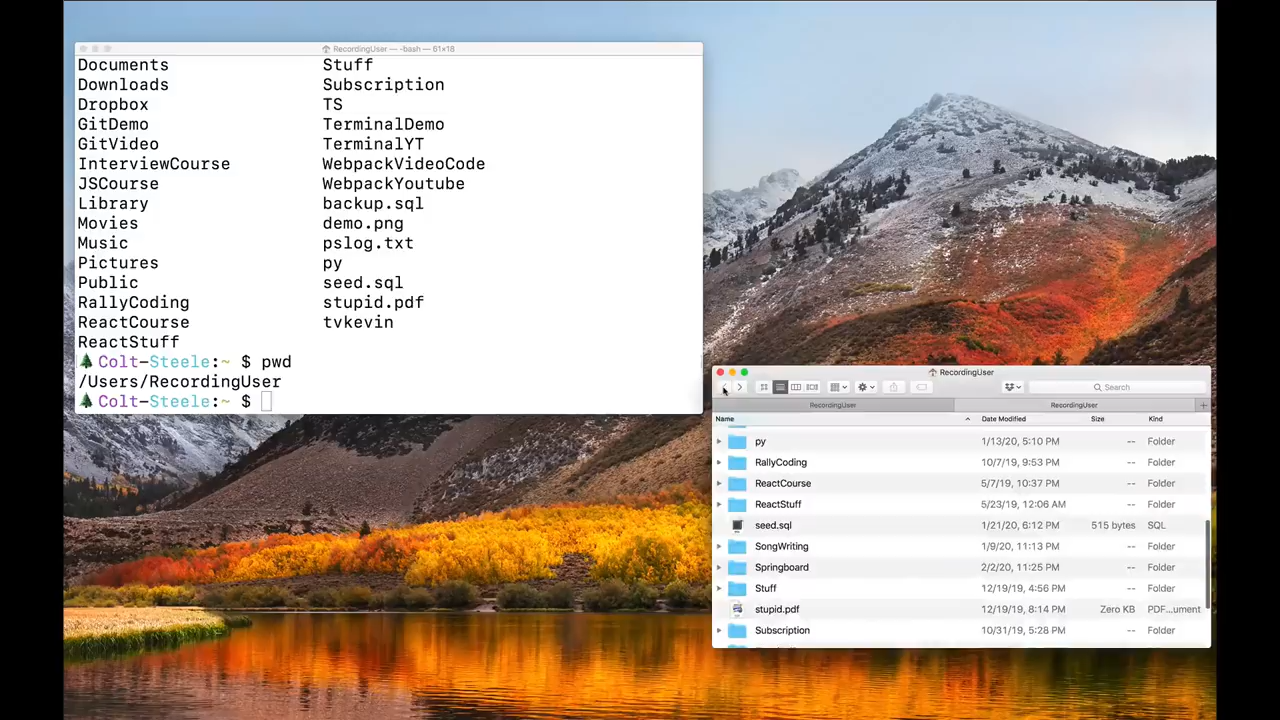 RecordingUser — -bash — 61×18
Documents Stuff
Downloads Subscription
Dropbox TS
GitDemo TerminalDemo
GitVideo TerminalYT
InterviewCourse WebpackVideoCode
JSCourse WebpackYoutube
Library backup.sql
Movies demo.png
Music pslog.txt
Pictures py
Public seed.sql
RallyCoding stupid.pdf
ReactCourse tvkevin
ReactStuff
Colt-Steele:~ $ pwd
/Users/RecordingUser
Colt-Steele:~ $
RecordingUser
Search
RecordingUser RecordingUser
Name Date Modified Size Kind
py 1/13/20, 5:10 PM -- Folder
RallyCoding 10/7/19, 9:53 PM -- Folder
ReactCourse 5/7/19, 10:37 PM -- Folder
ReactStuff 5/23/19, 12:06 AM -- Folder
seed.sql 1/21/20, 6:12 PM 515 bytes SQL
SongWriting 1/9/20, 11:13 PM -- Folder
Springboard 2/2/20, 11:25 PM -- Folder
Stuff 12/19/19, 4:56 PM -- Folder
stupid.pdf 12/19/19, 8:14 PM Zero KB PDF...ument
Subscription 10/31/19, 5:28 PM -- Folder